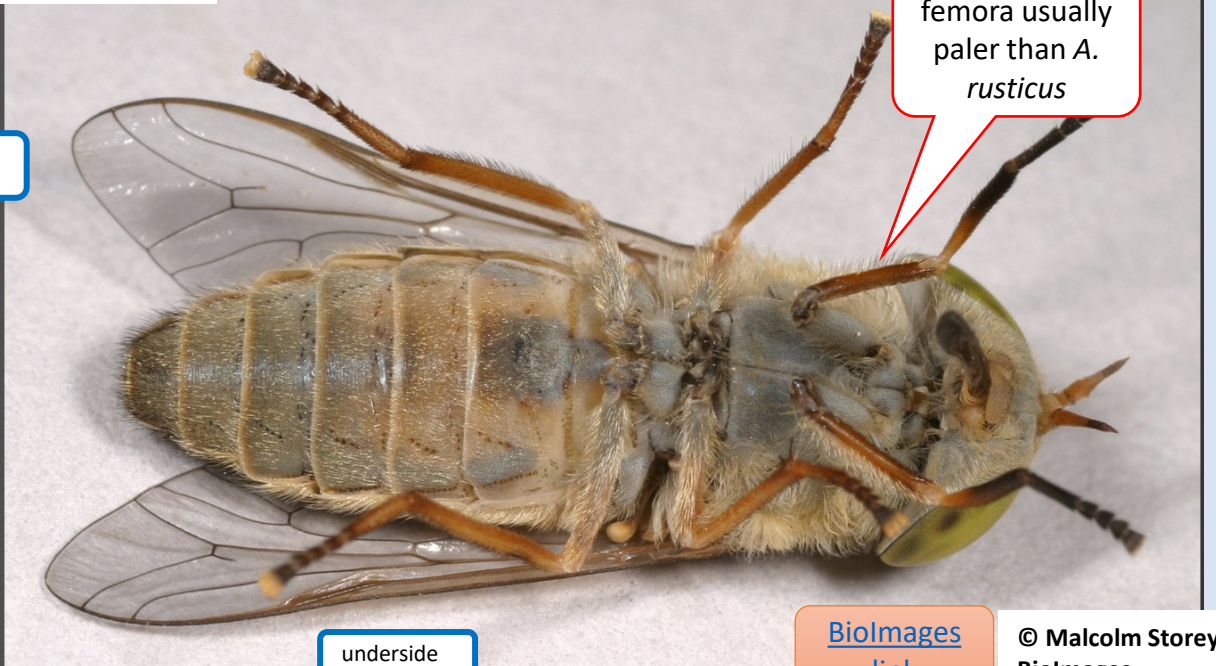 femora usually
paler than A.
rusticus
underside
BioImages
© Malcolm Storey